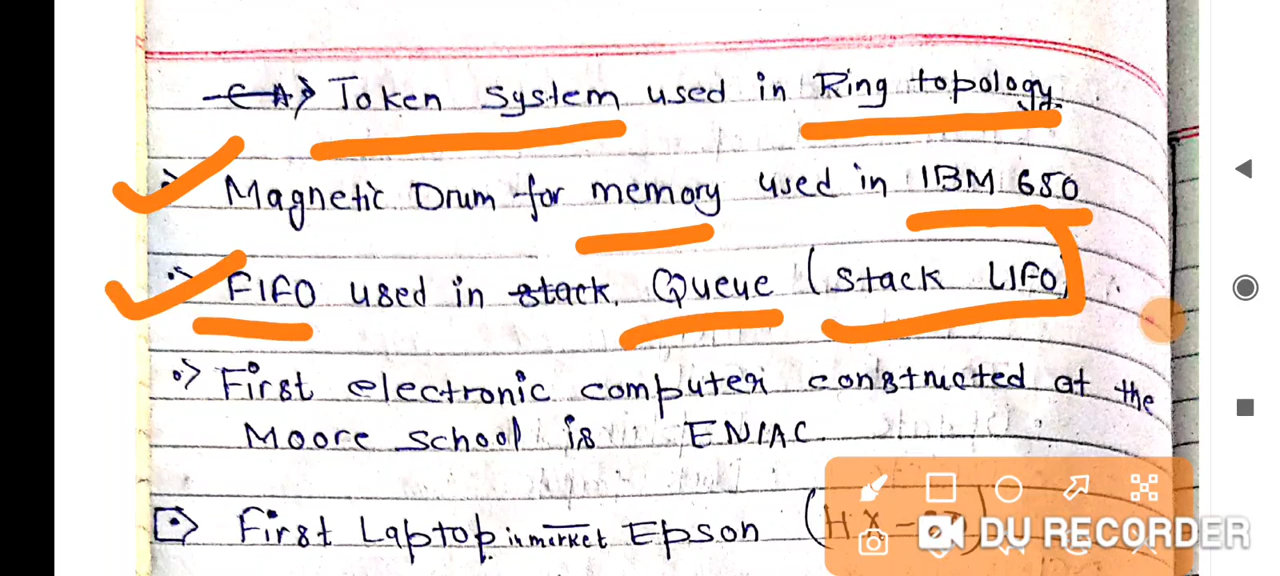 Token System used in Ring topology
Magnetic Drum for memory used in IBM 650
FIFO used in stack. Queue (Stack LIFO)
First electronic computer constructed at the
Moore school is ENIAC
First Laptop in market Epson (HX-
DU RECORDER